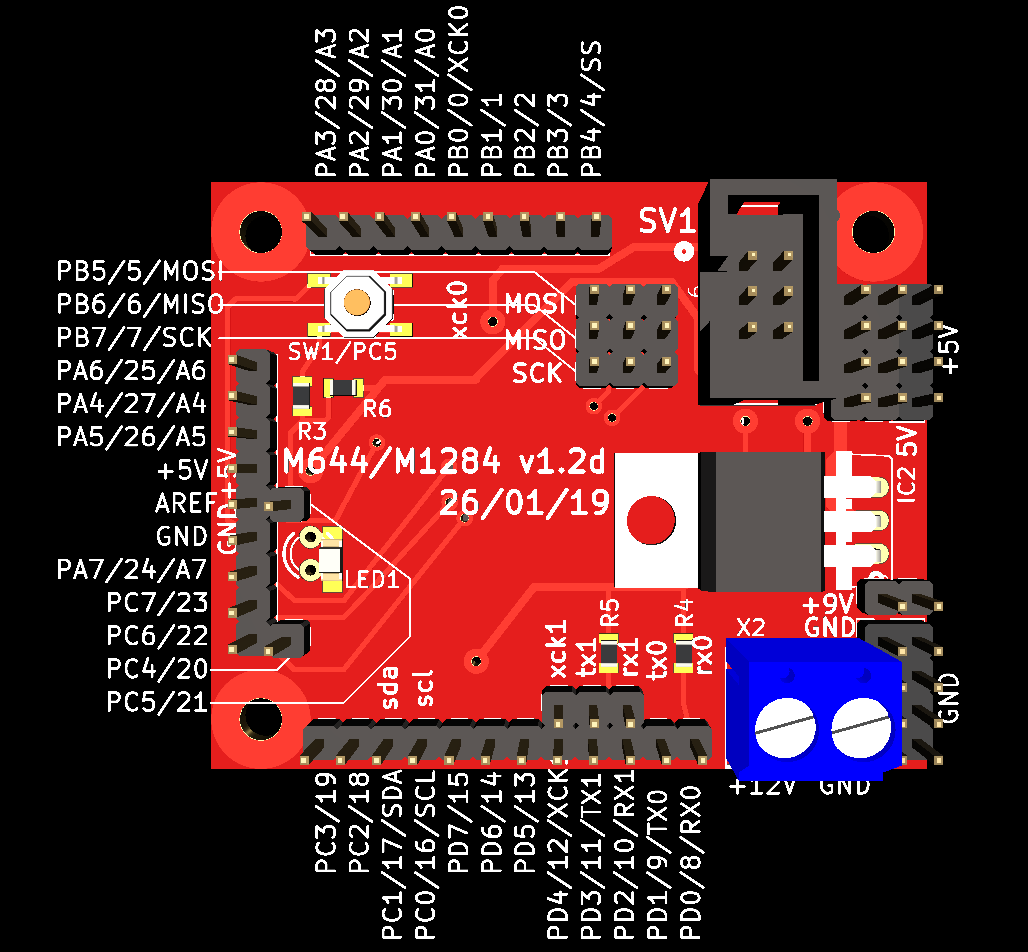 PA3/28/A3
PA2/29/A2
PA1/30/A1
PA0/31/A0
PB0/0/XCK0
PB1/1
PB2/2
PB3/3
PB4/4/SS
SV1
PB5/5/MOSI
PB6/6/MISO
PB7/7/SCK
PA6/25/A6
PA4/27/A4
PA5/26/A5
+5V
AREF
GND
PA7/24/A7
PC7/23
PC6/22
PC4/20
PC5/21
xck0
MOSI
MISO
SCK
6
+5V
SW1/PC5
R6
R3
GND+5V
M644/M1284 v1.2d
26/01/19
IC2 5V
LED1
R5
R4
+9V
GND
X2
xck1
tx1
rx1
tx0
rx0
sda
scl
GND
+12V GND
PC3/19
PC2/18
PC1/17/SDA
PC0/16/SCL
PD7/15
PD6/14
PD5/13
PD4/12/XCK
PD3/11/TX1
PD2/10/RX1
PD1/9/TX0
PD0/8/RX0